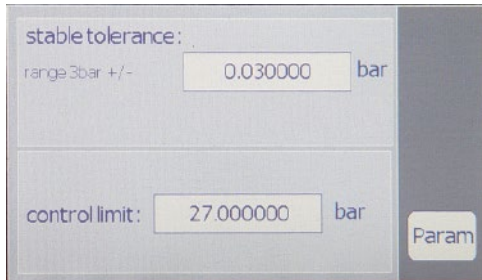 stable tolerance:
range 3bar +/- 0.030000 bar
control limit: 27.000000 bar
Param